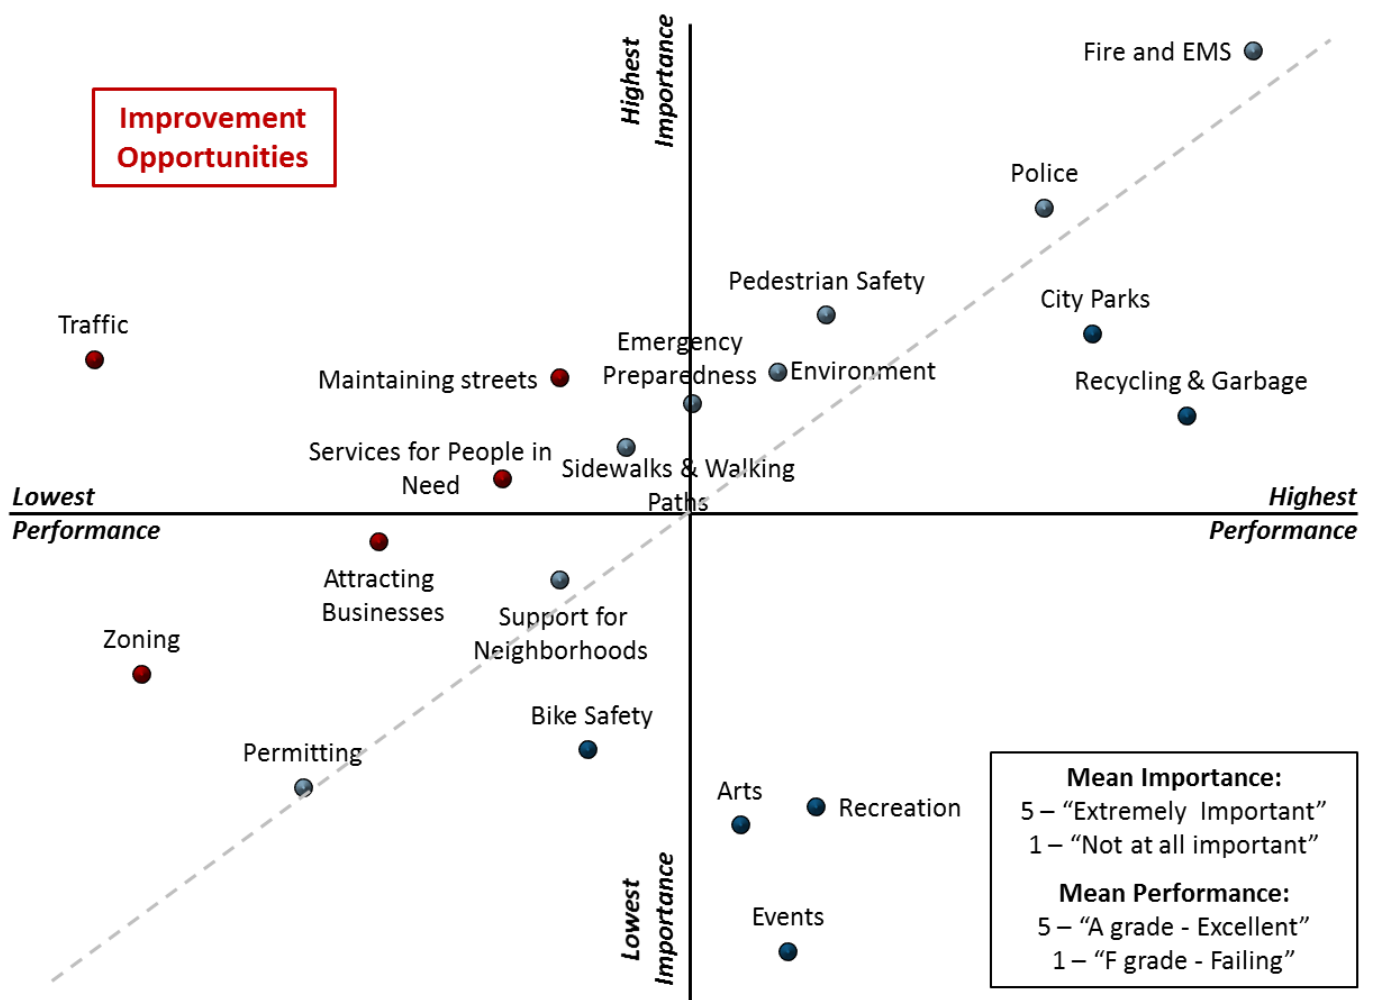 Highest
Importance
Fire and EMS
Improvement
Opportunities
Police
Pedestrian Safety
City Parks
Traffic
Emergency
Preparedness
Environment
Maintaining streets
Recycling & Garbage
Services for People in
Need
Sidewalks & Walking
Paths
Lowest
Performance
Highest
Performance
Attracting
Businesses
Support for
Neighborhoods
Zoning
Bike Safety
Permitting
Arts
Recreation
Events
Lowest
Importance
Mean Importance:
5 – “Extremely  Important”
1 – “Not at all important”
Mean Performance:
5 – “A grade - Excellent”
1 – “F grade - Failing”